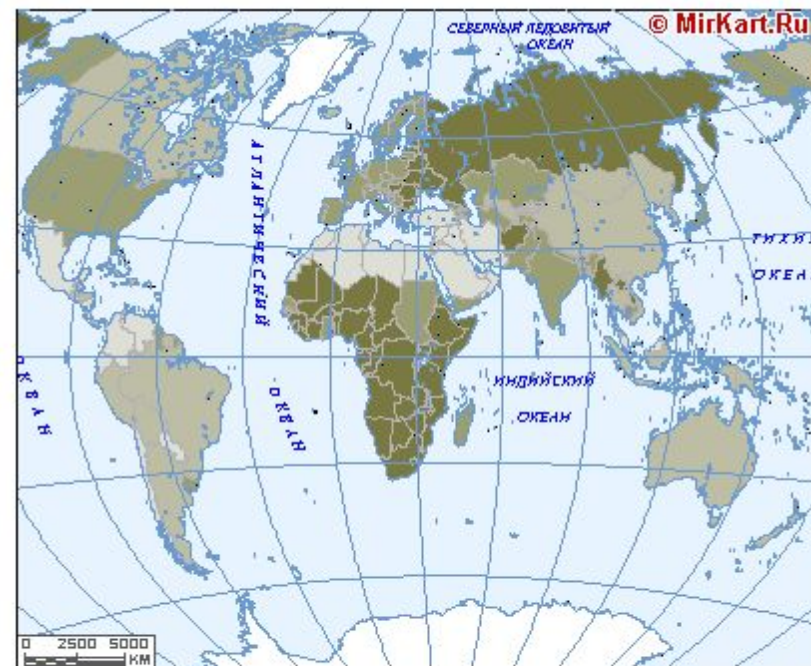 © MirKart.Ru
СЕВЕРНЫЙ ЛЕДОВИТЫЙ
ОКЕАН
АТЛАНТИЧЕСКИЙ
ТИХИЙ
ОКЕАН
ИНДИЙСКИЙ
ОКЕАН
ОКЕАН
ОКЕАН
0 2500 5000
КМ